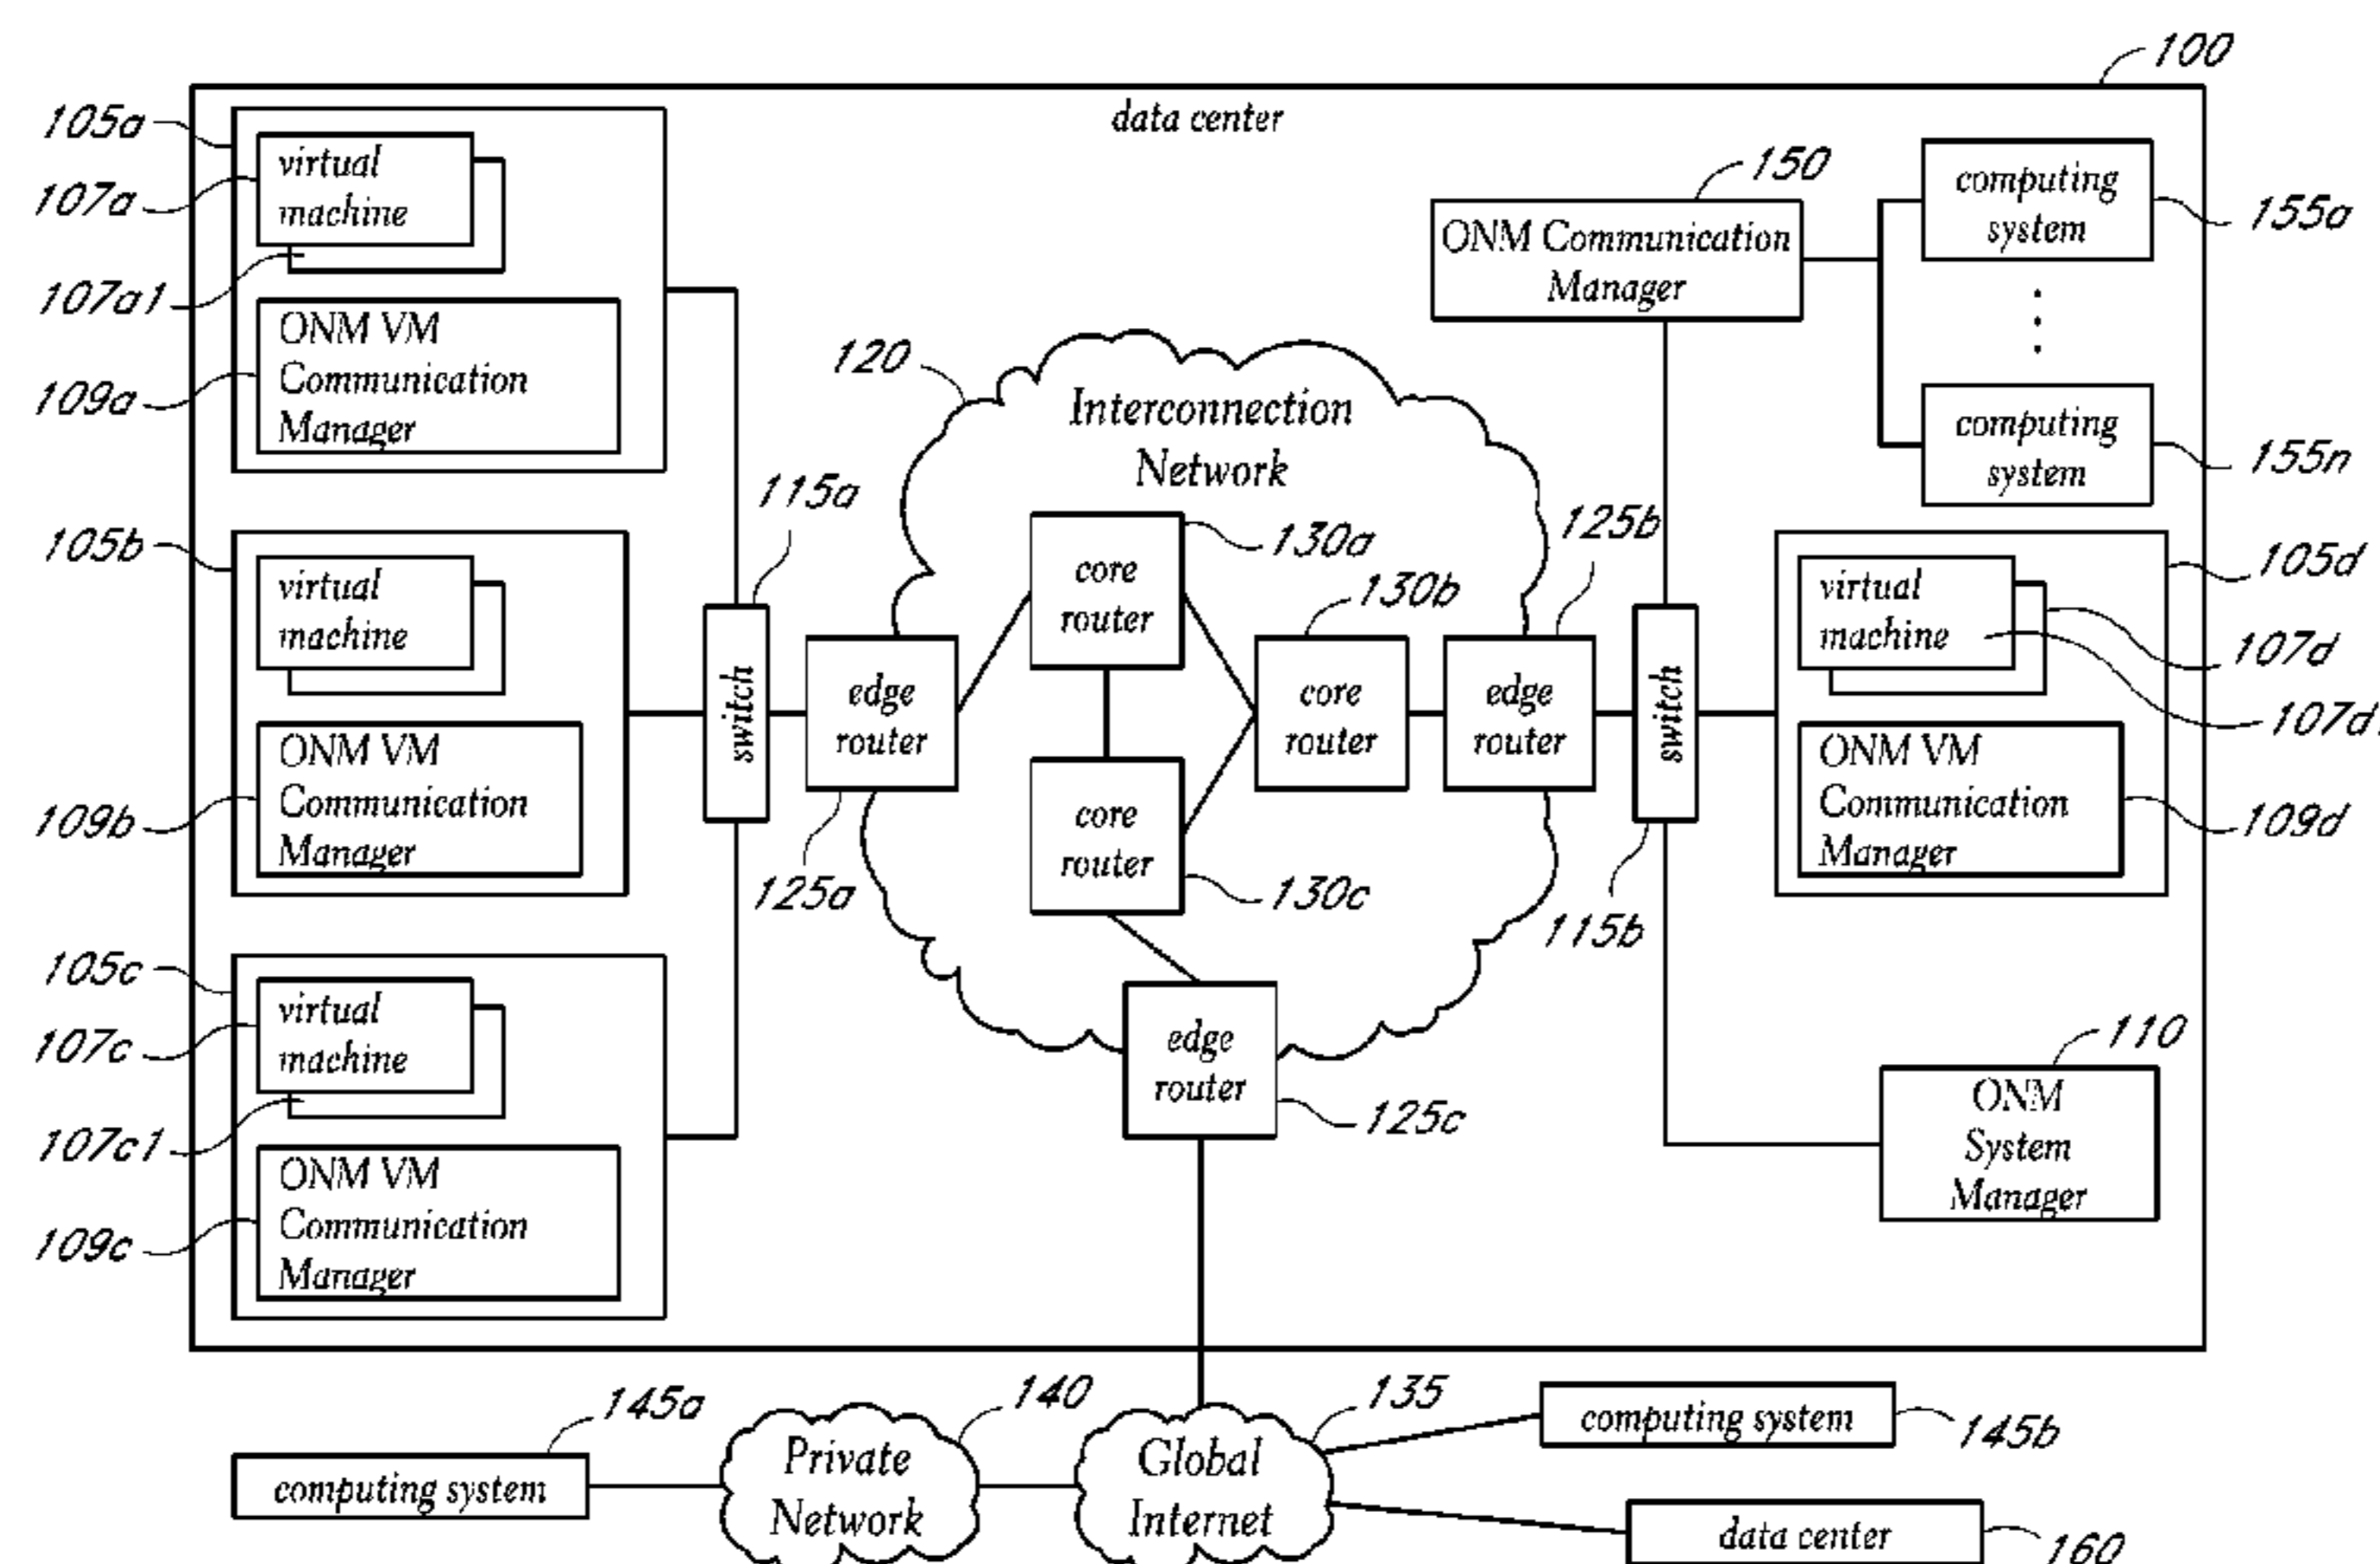 100
data center
105a
virtual
machine
107a
107a1
ONM VM
Communication
Manager
109a
150
ONM Communication
Manager
computing
system
155a
computing
system
155n
120
Interconnection
Network
115a
switch
105b
virtual
machine
ONM VM
Communication
Manager
109b
edge
router
125a
core
router
130a
core
router
130b
core
router
130c
edge
router
125b
switch
115b
105d
virtual
machine
107d
107d
ONM VM
Communication
Manager
109d
105c
virtual
machine
107c
107c1
ONM VM
Communication
Manager
109c
edge
router
125c
110
ONM
System
Manager
145a
computing system
140
Private
Network
135
Global
Internet
computing system
145b
data center
160